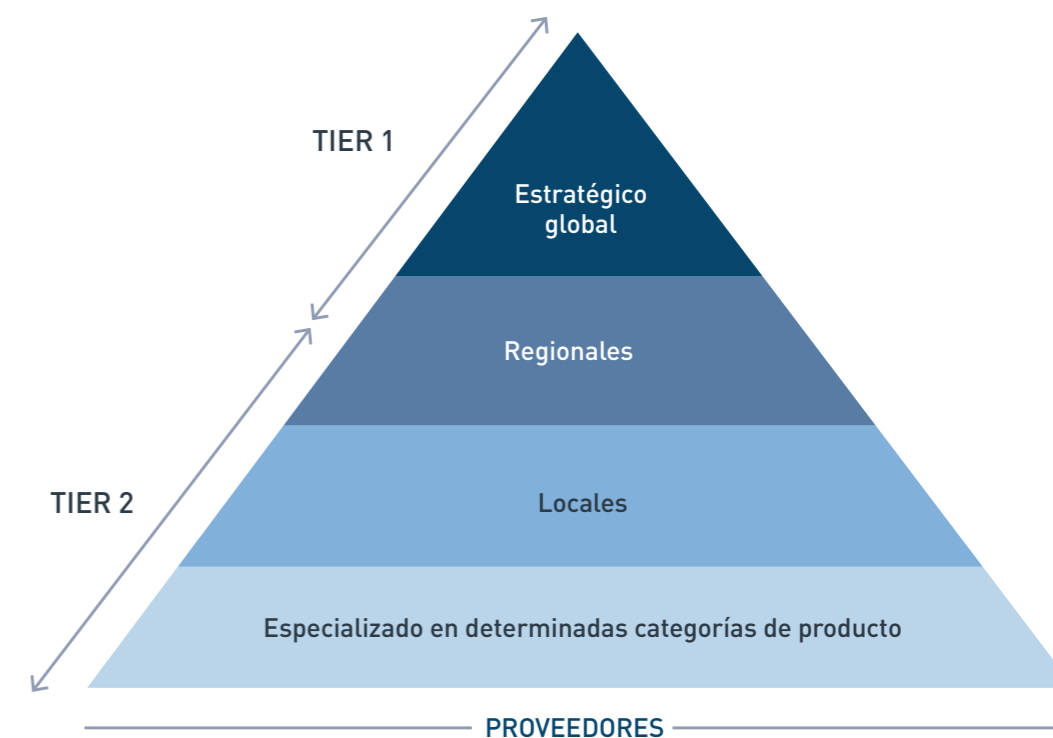 TIER 1
Estratégico
global
Regionales
TIER 2
Locales
Especializado en determinadas categorías de producto
PROVEEDORES